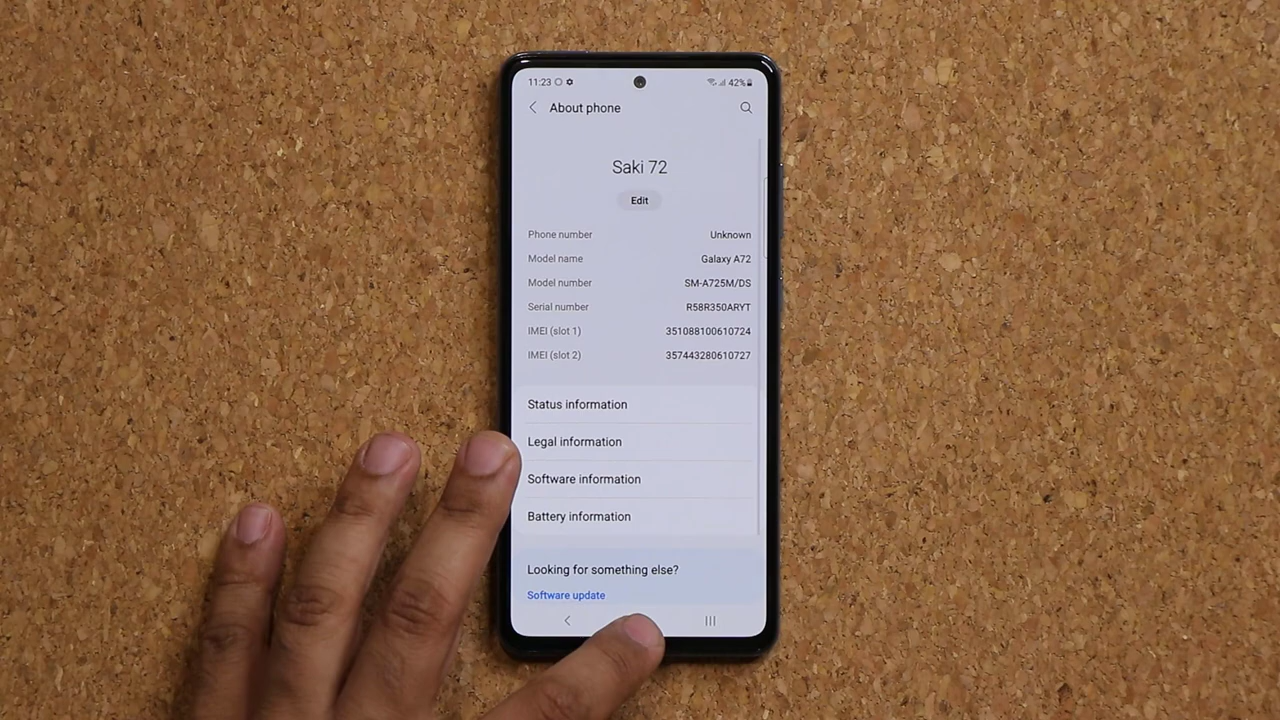 11:23 42%
About phone
Saki 72
Edit
Phone number Unknown
Model name Galaxy A72
Model number SM-A725M/DS
Serial number R58R350ARYT
IMEI (slot 1) 351088100610724
IMEI (slot 2) 357443280610727
Status information
Legal information
Software information
Battery information
Looking for something else?
Software update